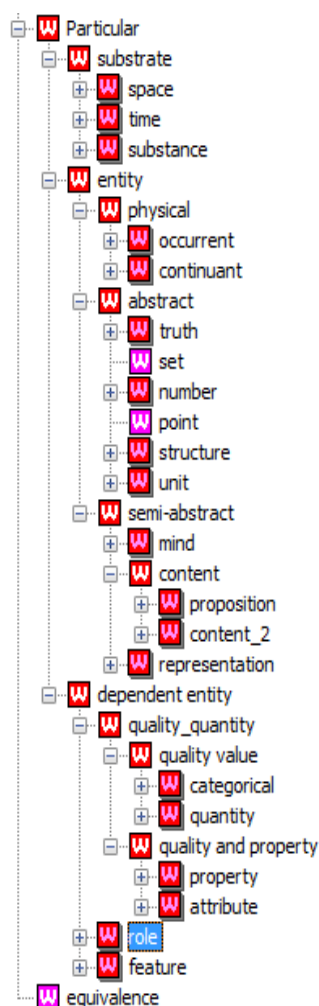 Particular
substrate
space
time
substance
entity
physical
occurrent
continuant
abstract
truth
set
number
point
structure
unit
semi-abstract
mind
content
proposition
content_2
representation
dependent entity
quality_quantity
quality value
categorical
quantity
quality and property
property
attribute
role
feature
equivalence